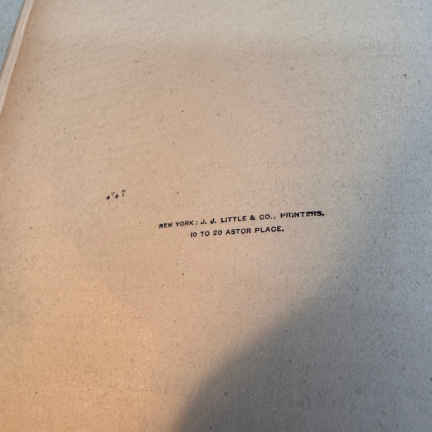 NEW YORK: J. J. LITTLE & CO., PRINTERS,
10 TO 20 ASTOR PLACE.